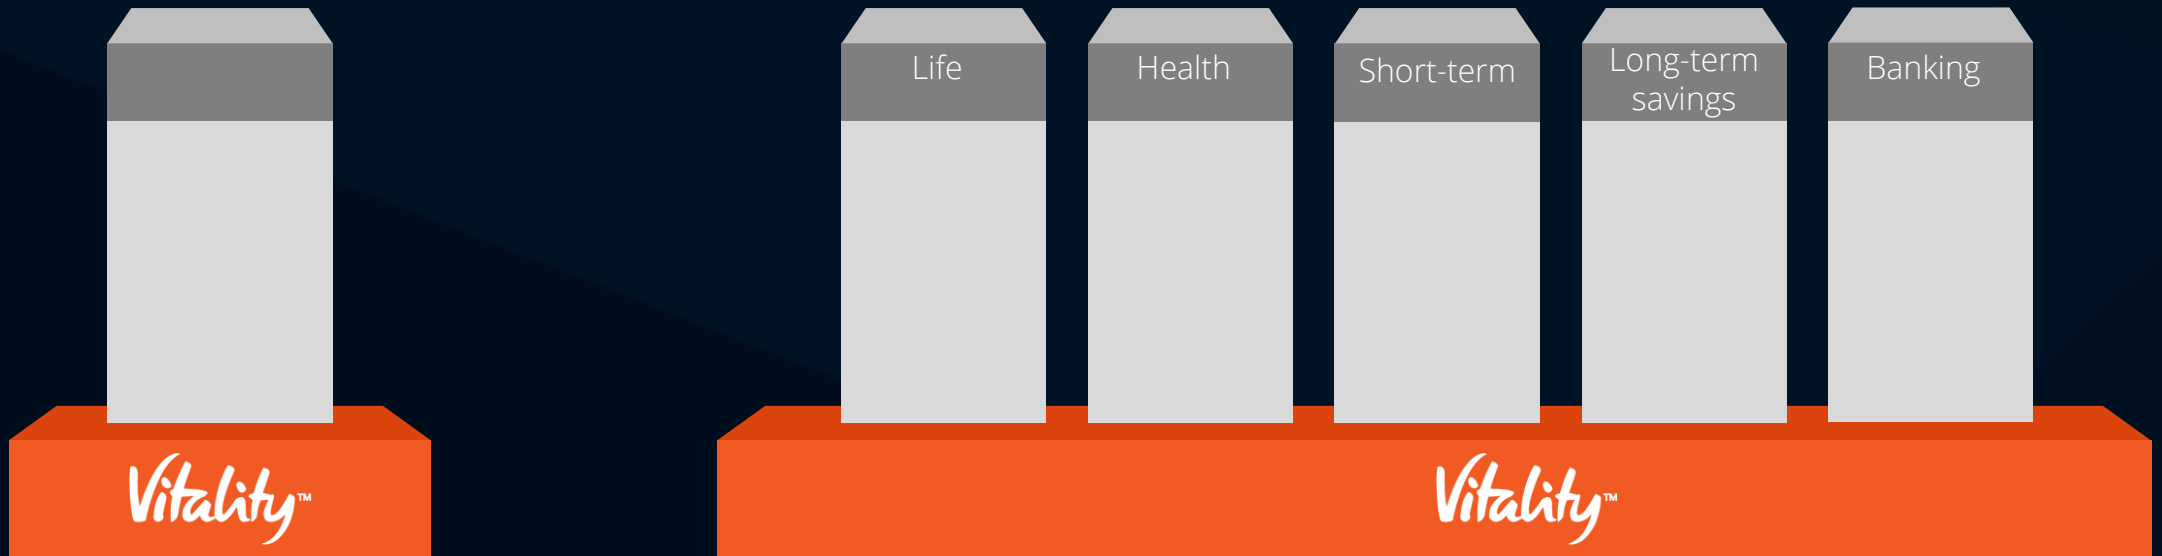 Life
Health
Short-term
Long-term
savings
Banking
Vitality™
Vitality™